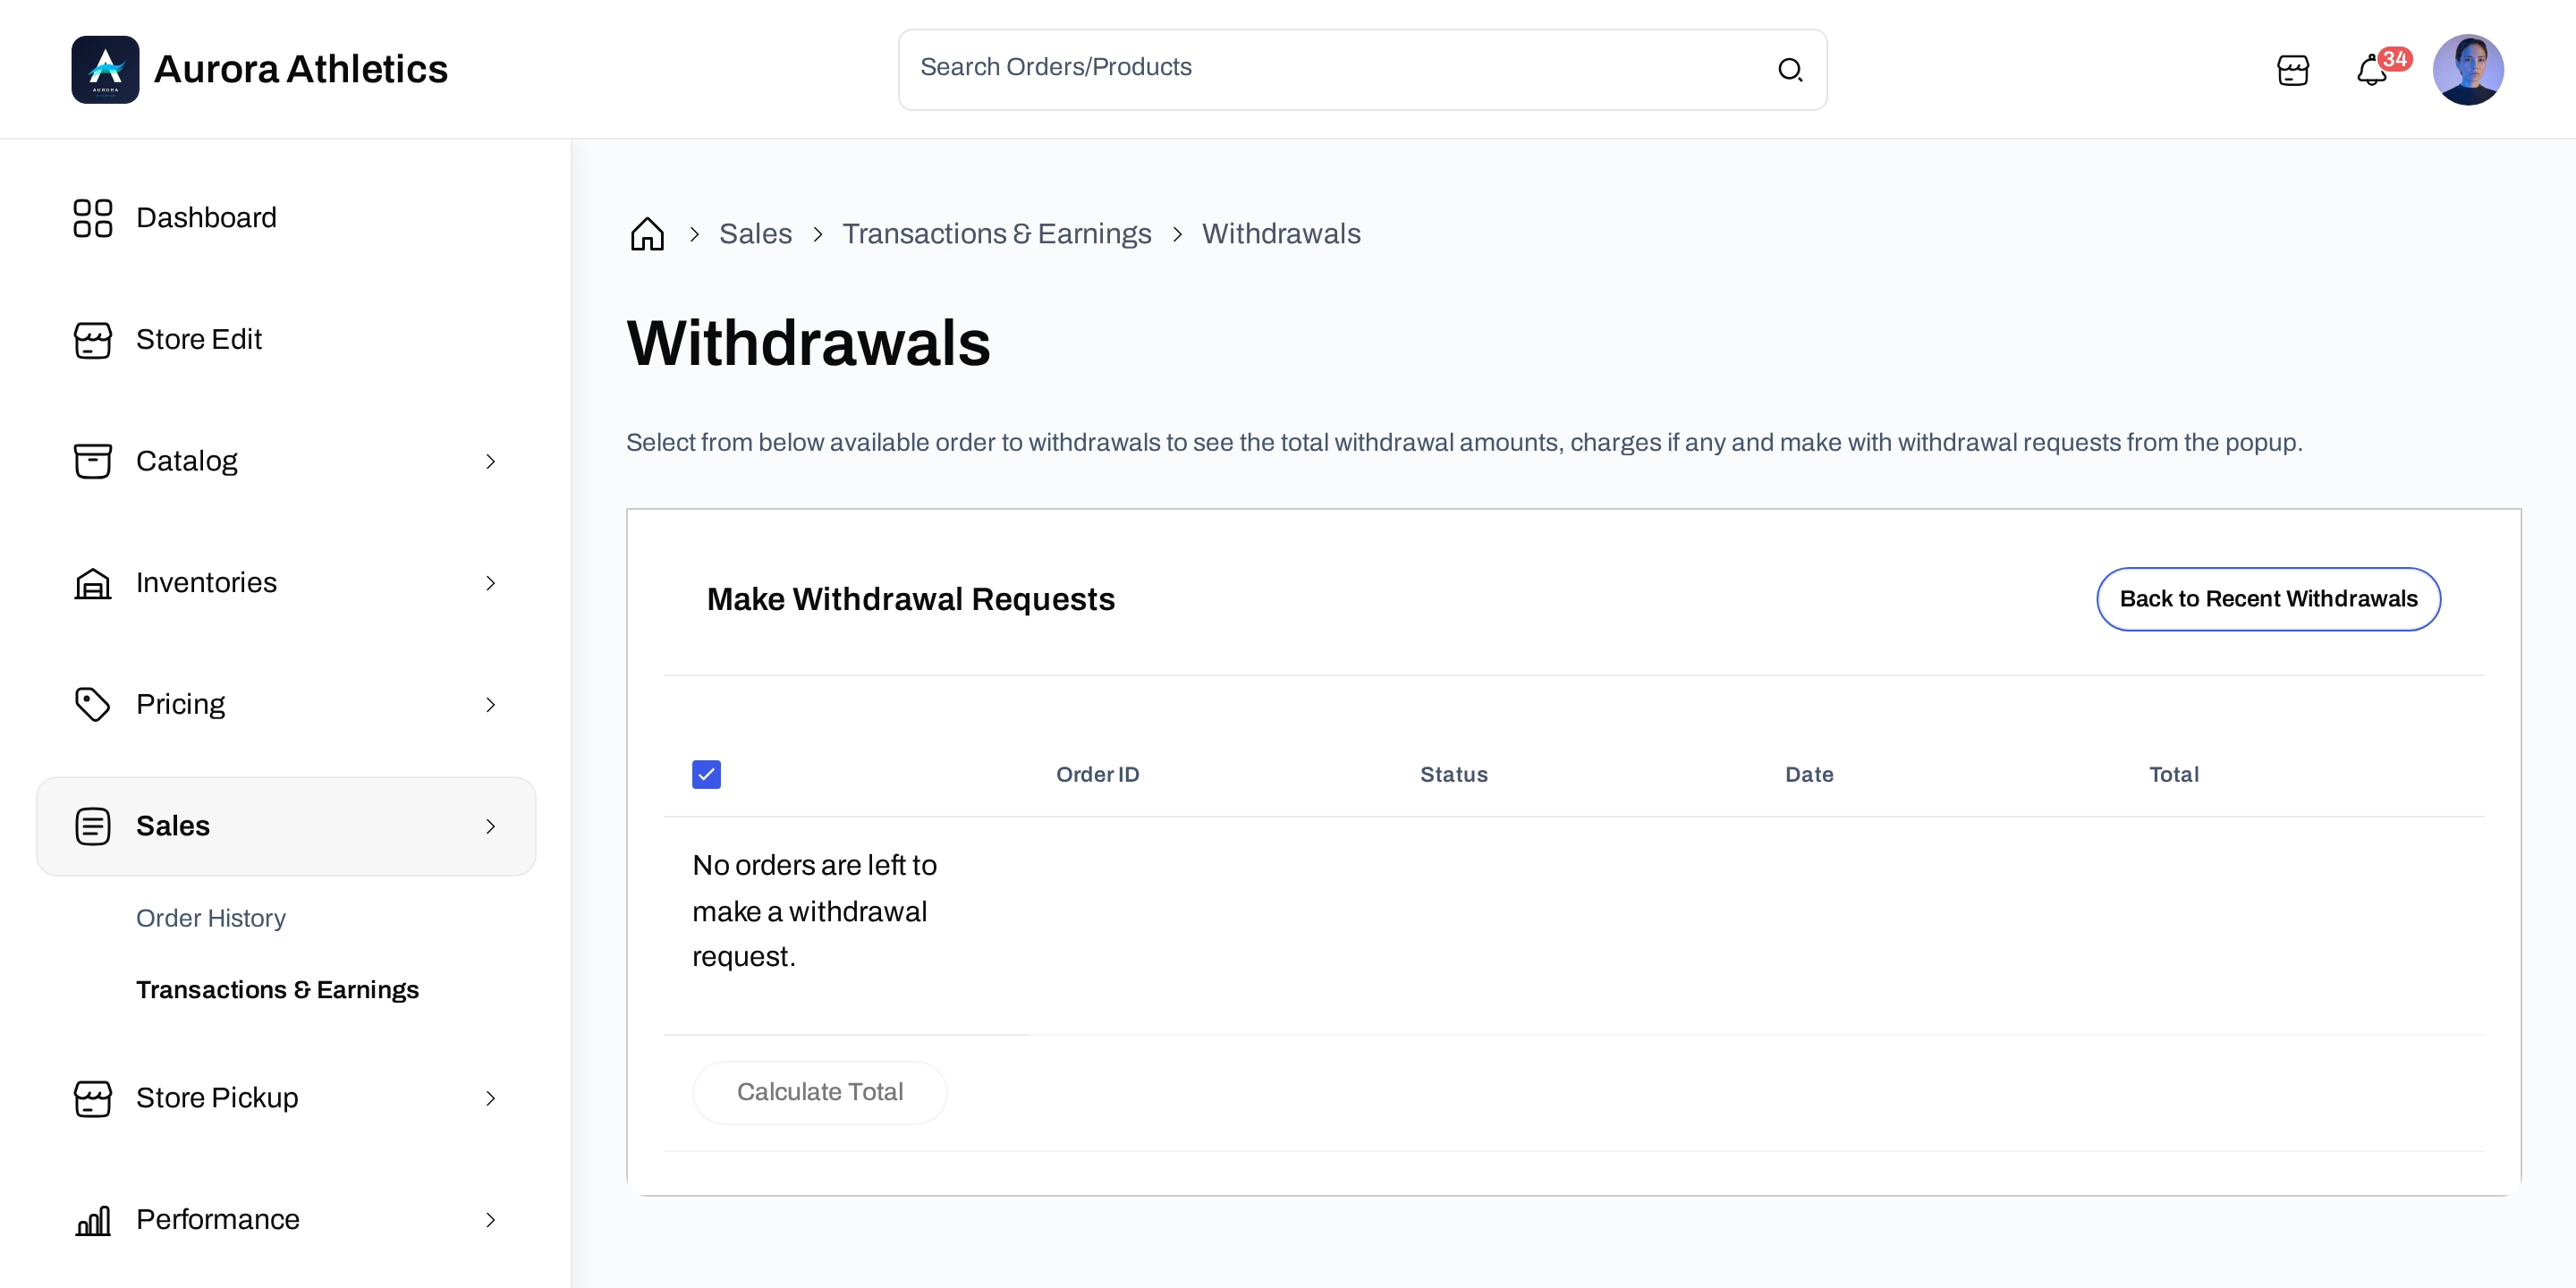 AURORA
Aurora Athletics
Search Orders/Products
34
Dashboard
Store Edit
Catalog
Inventories
Pricing
Sales
Order History
Transactions & Earnings
Store Pickup
Performance
Sales
Transactions & Earnings
Withdrawals
Withdrawals
Select from below available order to withdrawals to see the total withdrawal amounts, charges if any and make with withdrawal requests from the popup.
Make Withdrawal Requests
Back to Recent Withdrawals
Order ID
Status
Date
Total
No orders are left to
make a withdrawal
request.
Calculate Total